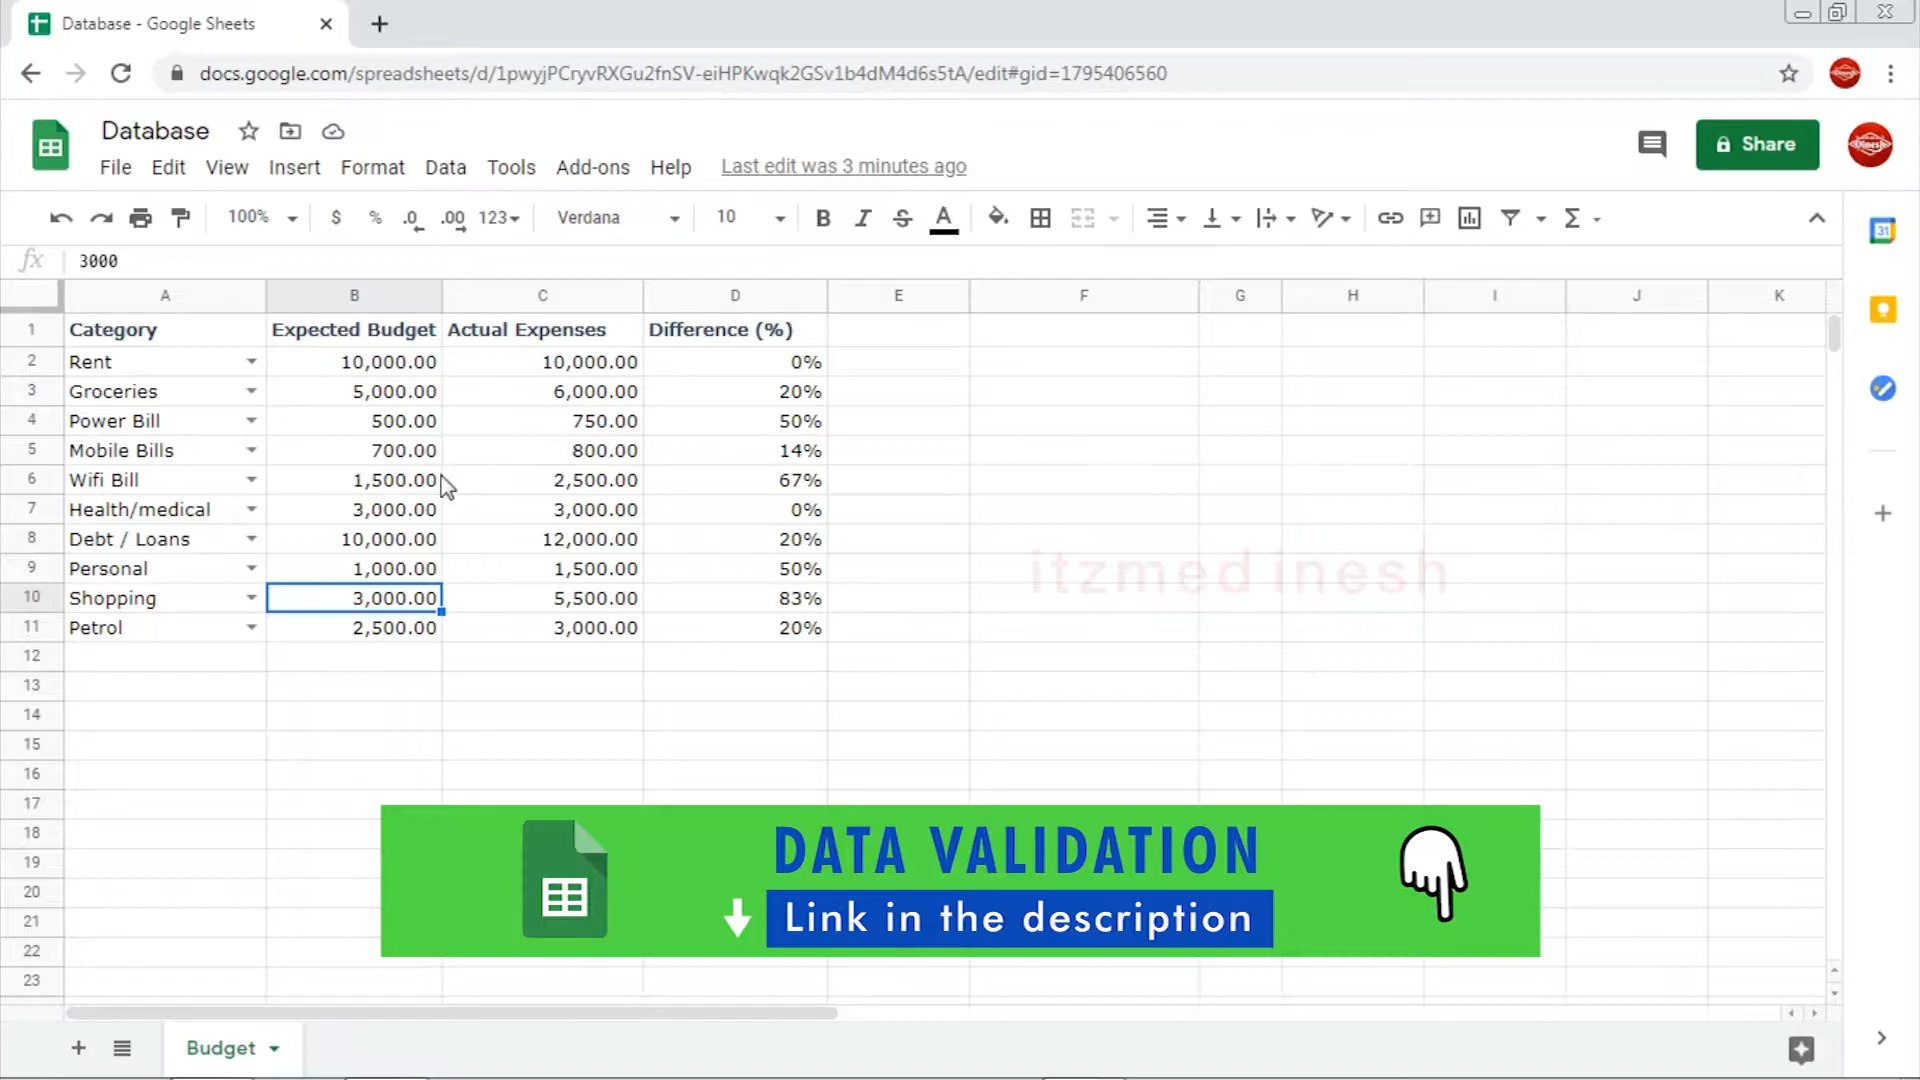 Database - Google Sheets
docs.google.com/spreadsheets/d/1pwyjPCryvRXGu2fnSV-eiHPKwqk2GSv1b4dM4d6s5tA/edit#gid=1795406560
Database
File Edit View Insert Format Data Tools Add-ons Help Last edit was 3 minutes ago
Share
Dinesh
100% $ % .0 .00 123 Verdana 10 B I S A
31
fx 3000
A B C D E F G H I J K
1 Category Expected Budget Actual Expenses Difference (%)
2 Rent 10,000.00 10,000.00 0%
3 Groceries 5,000.00 6,000.00 20%
4 Power Bill 500.00 750.00 50%
5 Mobile Bills 700.00 800.00 14%
6 Wifi Bill 1,500.00 2,500.00 67%
7 Health/medical 3,000.00 3,000.00 0%
8 Debt / Loans 10,000.00 12,000.00 20%
9 Personal 1,000.00 1,500.00 50%
itzmedinesh
10 Shopping 3,000.00 5,500.00 83%
11 Petrol 2,500.00 3,000.00 20%
12
13
14
15
16
17
18
19
20
21
22
23
DATA VALIDATION
Link in the description
Budget